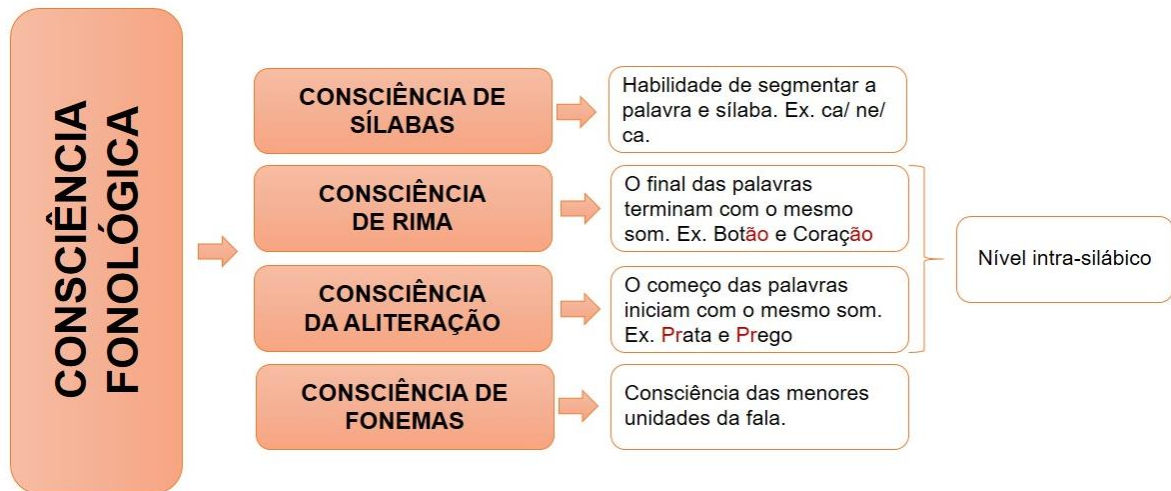 CONSCIÊNCIA
FONOLÓGICA
CONSCIÊNCIA DE
SÍLABAS
Habilidade de segmentar a
palavra e sílaba. Ex. ca/ ne/
ca.
CONSCIÊNCIA
DE RIMA
O final das palavras
terminam com o mesmo
som. Ex. Botão e Coração
CONSCIÊNCIA
DA ALITERAÇÃO
O começo das palavras
iniciam com o mesmo som.
Ex. Prata e Prego
Nível intra-silábico
CONSCIÊNCIA DE
FONEMAS
Consciência das menores
unidades da fala.